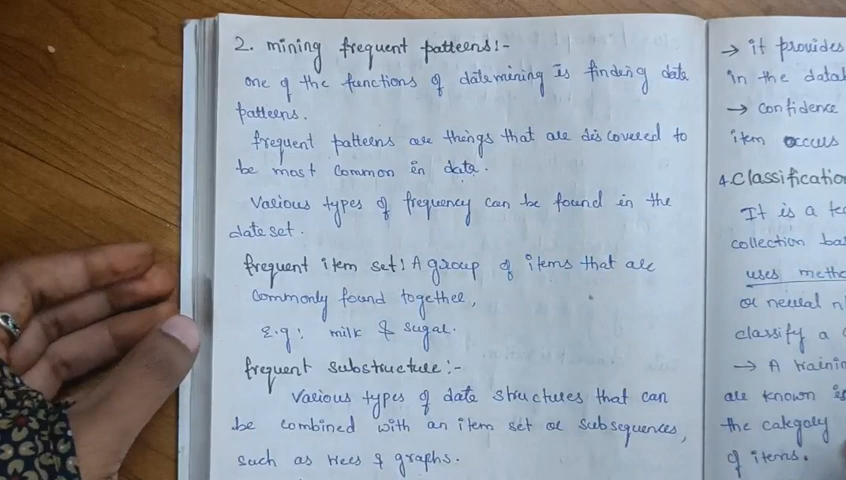 2. mining frequent patterns:-
one of the functions of data mining is finding data
patterns.
frequent patterns are things that are discovered to
be most common in data.
Various types of frequency can be found in the
dataset.
frequent item set: A group of items that are
commonly found together,
E.g: milk & sugar.
frequent substructure:-
Various types of data structures that can
be combined with an item set or subsequences,
such as trees & graphs.
→ it provides
in the
→ confidence
item occurs
4. Classification
It is a
collection
uses
or neural
classify a
→ A
are known
the category
of items.